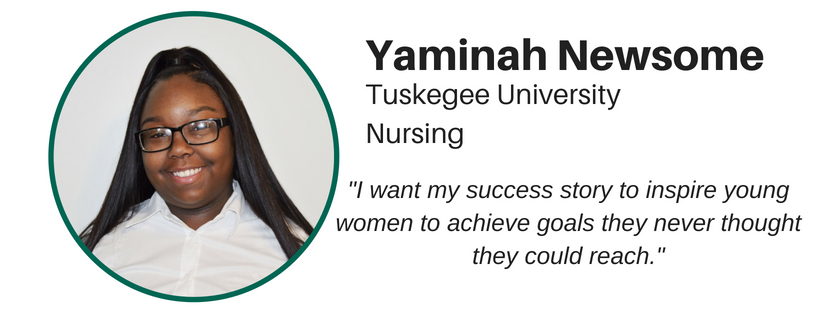 Yaminah Newsome
Tuskegee University
Nursing
"I want my success story to inspire young
women to achieve goals they never thought
they could reach."